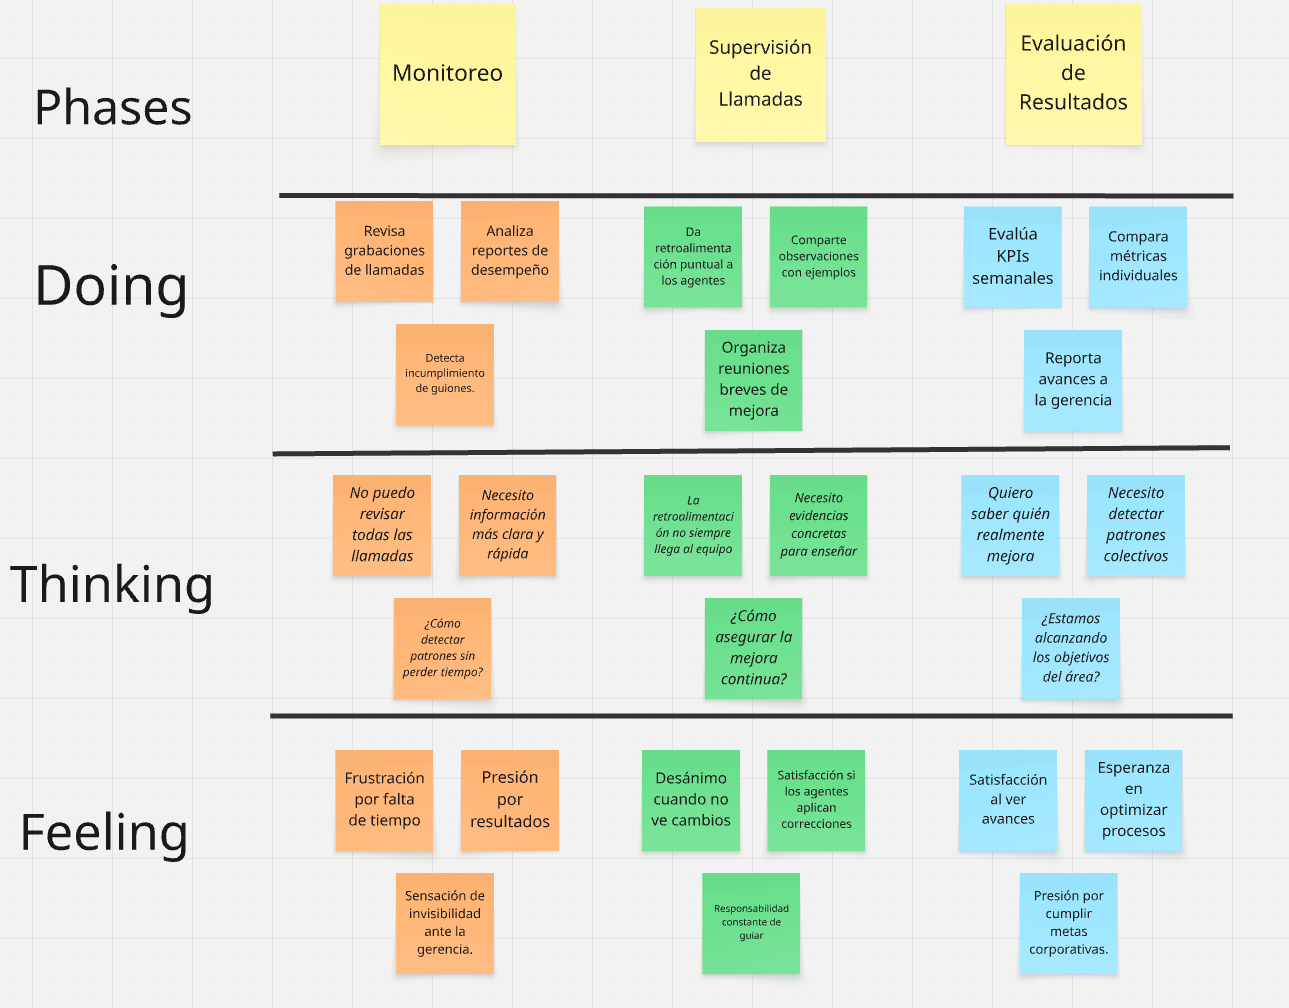 Phases
Monitoreo
Supervisión
de
Llamadas
Evaluación
de
Resultados
Doing
Revisa
grabaciones
de llamadas
Analiza
reportes de
desempeño
Detecta
incumplimiento
de guiones.
Da
retroalimenta
ción puntual a
los agentes
Comparte
observaciones
con ejemplos
Organiza
reuniones
breves de
mejora
Evalúa
KPIs
semanales
Compara
métricas
individuales
Reporta
avances a
la gerencia
Thinking
No puedo
revisar
todas las
llamadas
Necesito
información
más clara y
rápida
¿Cómo
detectar
patrones sin
perder tiempo?
La
retroalimentaci
ón no siempre
llega al equipo
Necesito
evidencias
concretas
para enseñar
¿Cómo
asegurar la
mejora
continua?
Quiero
saber quién
realmente
mejora
Necesito
detectar
patrones
colectivos
¿Estamos
alcanzando
los objetivos
del área?
Feeling
Frustración
por falta
de tiempo
Presión
por
resultados
Sensación de
invisibilidad
ante la
gerencia.
Desánimo
cuando no
ve cambios
Satisfacción si
los agentes
aplican
correcciones
Responsabilidad
constante de
guiar
Satisfacción
al ver
avances
Esperanza
en
optimizar
procesos
Presión por
cumplir
metas
corporativas.